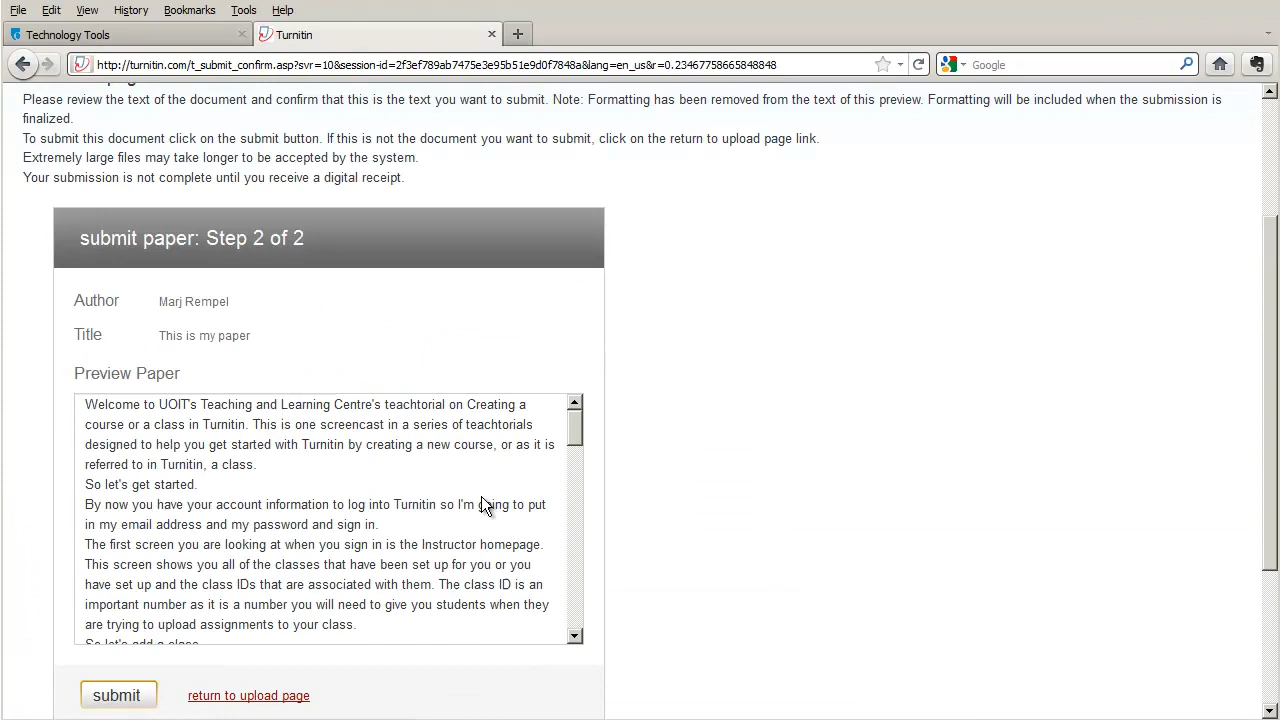 File Edit View History Bookmarks Tools Help
Technology Tools Turnitin
http://turnitin.com/t_submit_confirm.asp?svr=10&session-id=2f3ef789ab7475e3e95b51e9d0f7848a&lang=en_us&r=0.23467758665848848 Google
Please review the text of the document and confirm that this is the text you want to submit. Note: Formatting has been removed from the text of this preview. Formatting will be included when the submission is
finalized.
To submit this document click on the submit button. If this is not the document you want to submit, click on the return to upload page link.
Extremely large files may take longer to be accepted by the system.
Your submission is not complete until you receive a digital receipt.
submit paper: Step 2 of 2
Author Marj Rempel
Title This is my paper
Preview Paper
Welcome to UOIT's Teaching and Learning Centre's teachtorial on Creating a
course or a class in Turnitin. This is one screencast in a series of teachtorials
designed to help you get started with Turnitin by creating a new course, or as it is
referred to in Turnitin, a class.
So let's get started.
By now you have your account information to log into Turnitin so I'm going to put
in my email address and my password and sign in.
The first screen you are looking at when you sign in is the Instructor homepage.
This screen shows you all of the classes that have been set up for you or you
have set up and the class IDs that are associated with them. The class ID is an
important number as it is a number you will need to give you students when they
are trying to upload assignments to your class.
So let's add a class
submit return to upload page